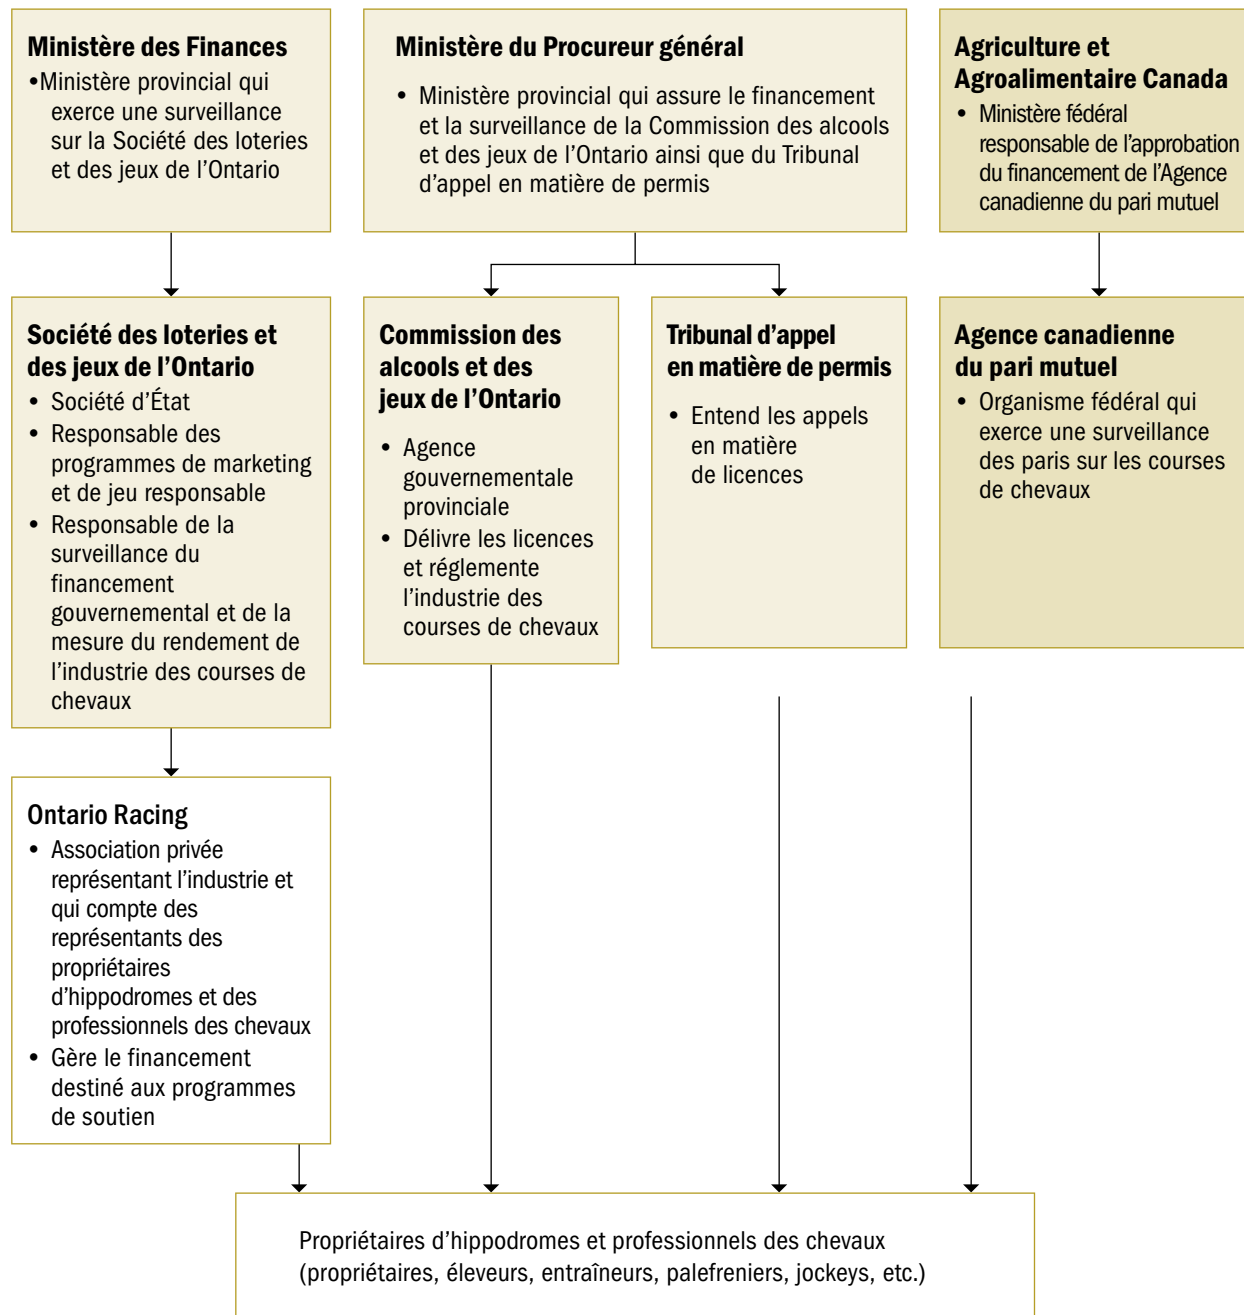 Ministère des Finances
•Ministère provincial qui
exerce une surveillance
sur la Société des loteries
et des jeux de l’Ontario
Ministère du Procureur général
• Ministère provincial qui assure le financement
et la surveillance de la Commission des alcools
et des jeux de l’Ontario ainsi que du Tribunal
d’appel en matière de permis
Agriculture et
Agroalimentaire Canada
• Ministère fédéral
responsable de l’approbation
du financement de l’Agence
canadienne du pari mutuel
Société des loteries et
des jeux de l’Ontario
• Société d’État
• Responsable des
programmes de marketing
et de jeu responsable
• Responsable de la
surveillance du
financement
gouvernemental et de la
mesure du rendement de
l’industrie des courses de
chevaux
Commission des
alcools et des
jeux de l’Ontario
• Agence
gouvernementale
provinciale
• Délivre les licences
et réglemente
l’industrie des
courses de chevaux
Tribunal d’appel
en matière de permis
• Entend les appels
en matière
de licences
Agence canadienne
du pari mutuel
• Organisme fédéral qui
exerce une surveillance
des paris sur les courses
de chevaux
Ontario Racing
• Association privée
représentant l’industrie et
qui compte des
représentants des
propriétaires
d’hippodromes et des
professionnels des chevaux
• Gère le financement
destiné aux programmes
de soutien
Propriétaires d’hippodromes et professionnels des chevaux
(propriétaires, éleveurs, entraîneurs, palefreniers, jockeys, etc.)